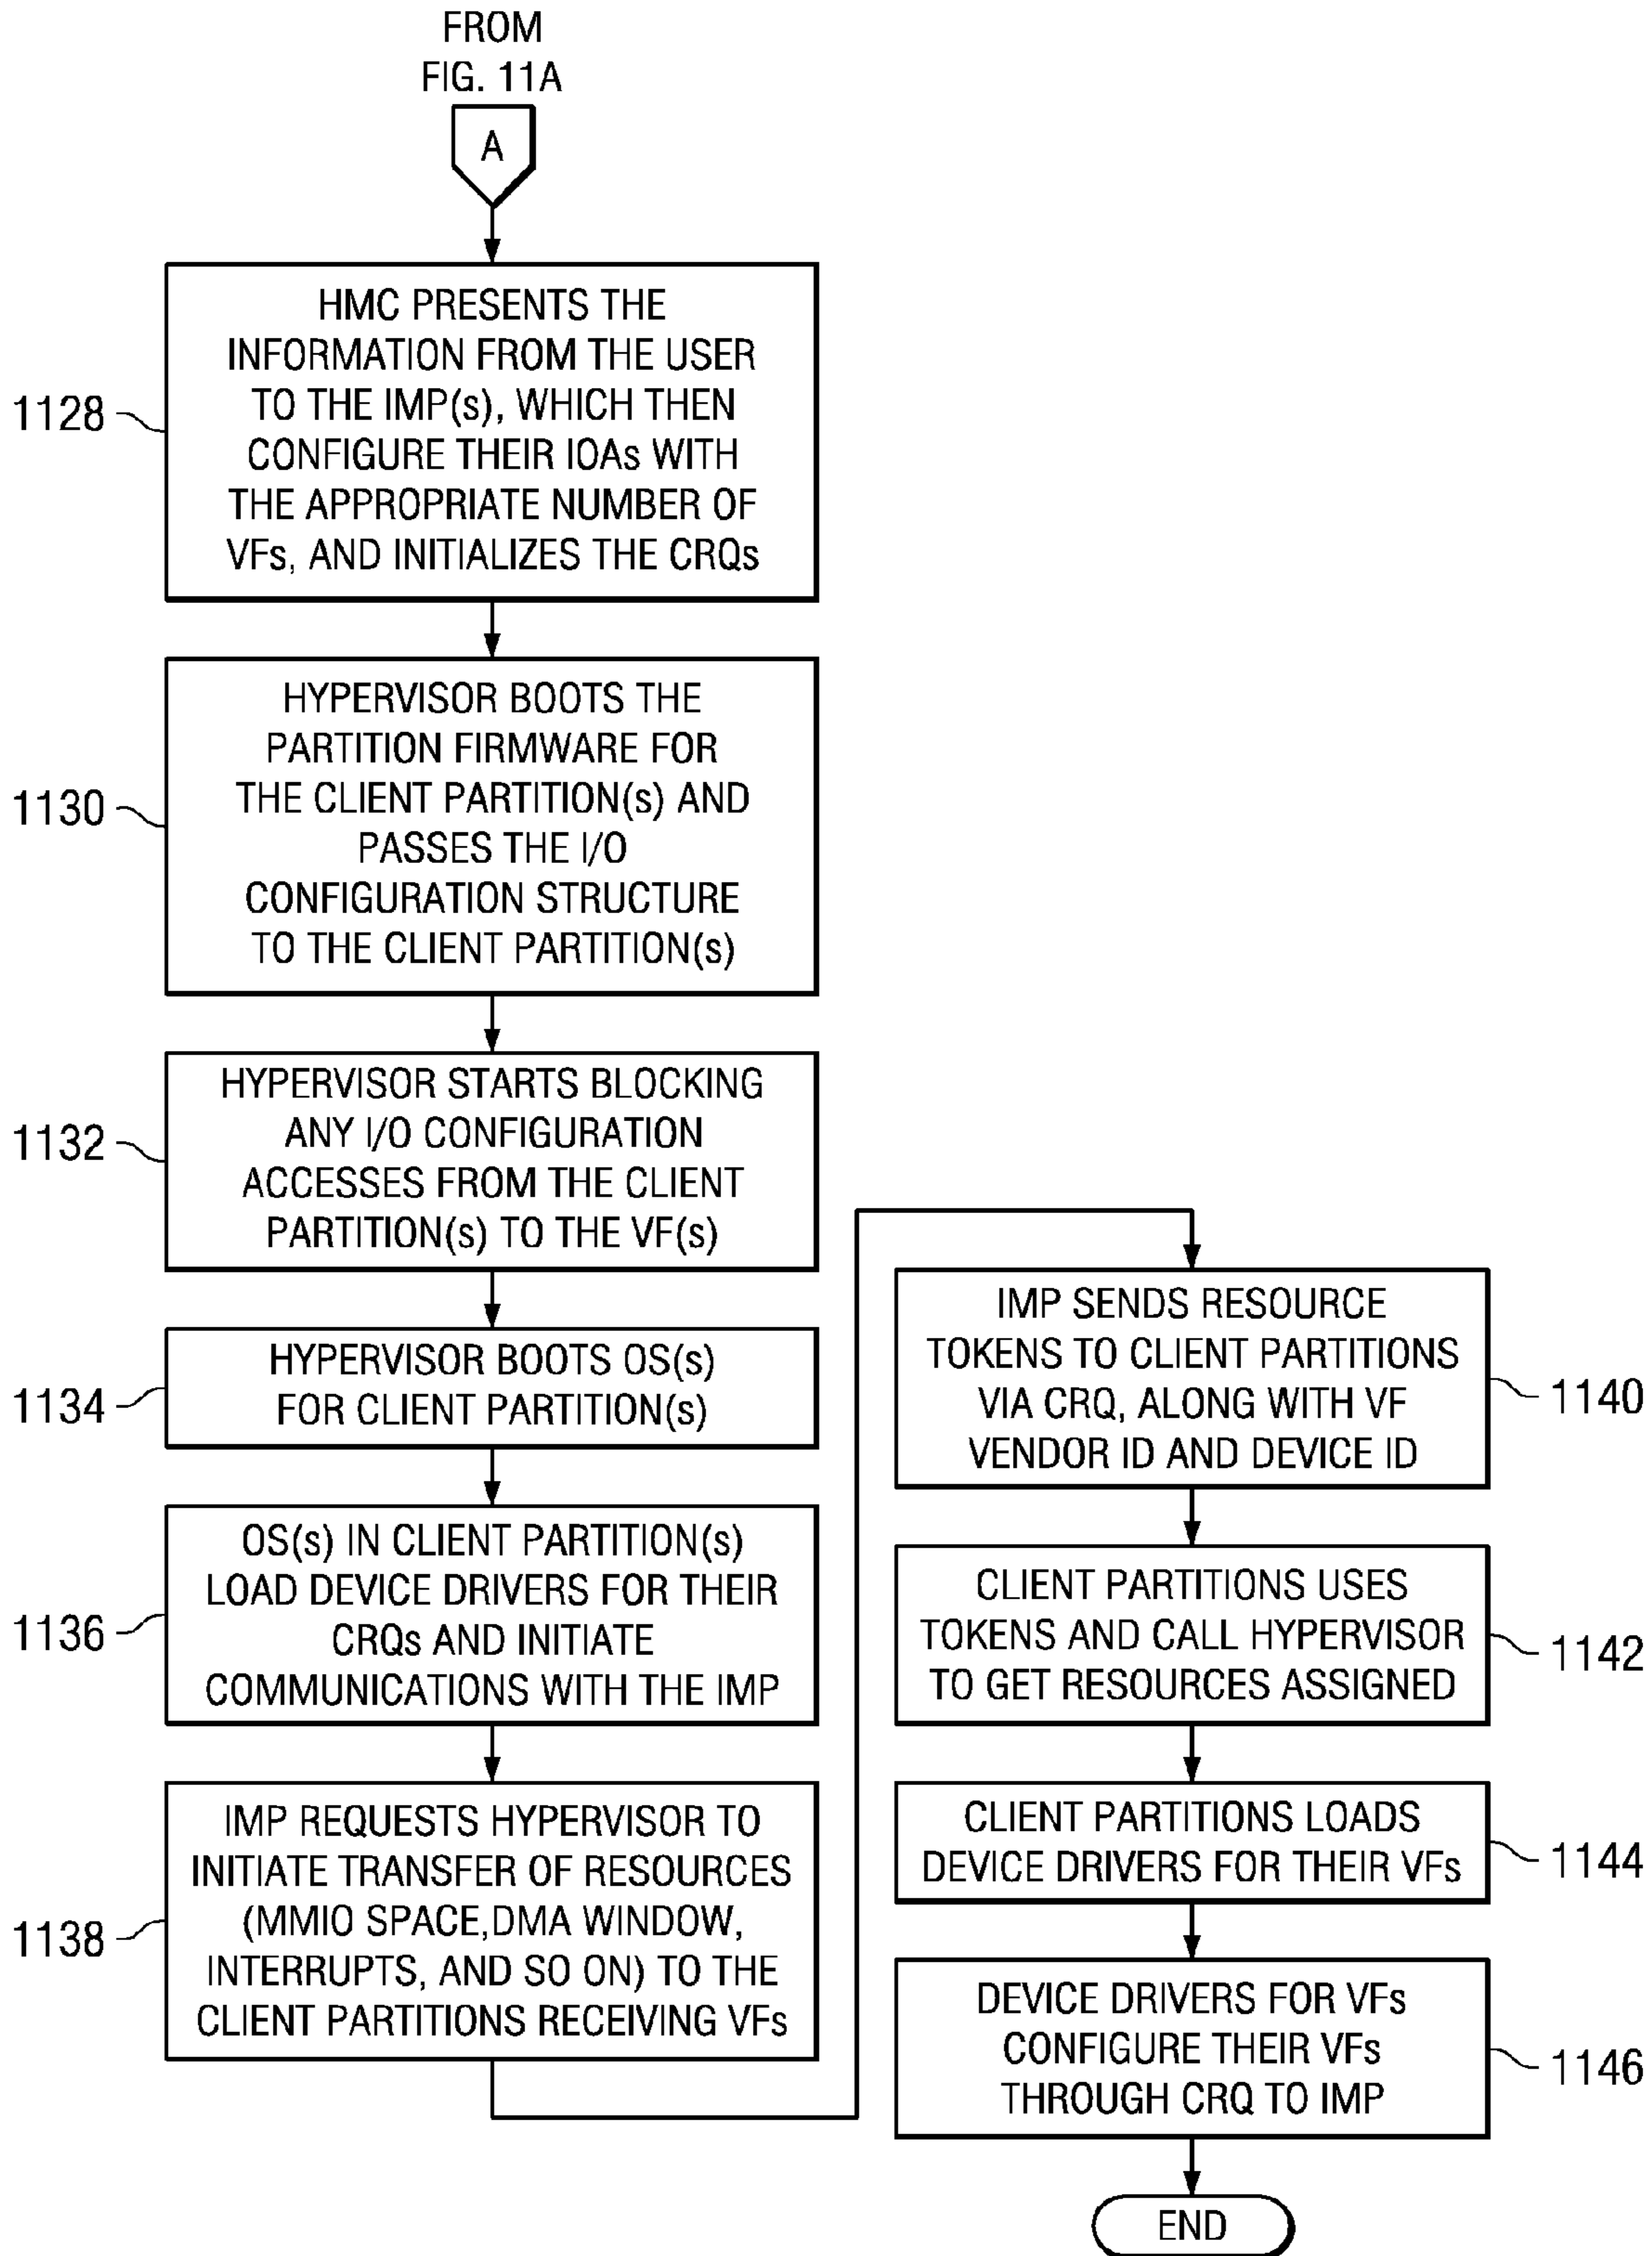 FROM
FIG. 11A
A
1128
HMC PRESENTS THE
INFORMATION FROM THE USER
TO THE IMP(s), WHICH THEN
CONFIGURE THEIR IOAs WITH
THE APPROPRIATE NUMBER OF
VFs, AND INITIALIZES THE CRQs
1130
HYPERVISOR BOOTS THE
PARTITION FIRMWARE FOR
THE CLIENT PARTITION(s) AND
PASSES THE I/O
CONFIGURATION STRUCTURE
TO THE CLIENT PARTITION(s)
1132
HYPERVISOR STARTS BLOCKING
ANY I/O CONFIGURATION
ACCESSES FROM THE CLIENT
PARTITION(s) TO THE VF(s)
1134
HYPERVISOR BOOTS OS(s)
FOR CLIENT PARTITION(s)
1136
OS(s) IN CLIENT PARTITION(s)
LOAD DEVICE DRIVERS FOR THEIR
CRQs AND INITIATE
COMMUNICATIONS WITH THE IMP
1138
IMP REQUESTS HYPERVISOR TO
INITIATE TRANSFER OF RESOURCES
(MMIO SPACE,DMA WINDOW,
INTERRUPTS, AND SO ON) TO THE
CLIENT PARTITIONS RECEIVING VFs
IMP SENDS RESOURCE
TOKENS TO CLIENT PARTITIONS
VIA CRQ, ALONG WITH VF
VENDOR ID AND DEVICE ID
1140
CLIENT PARTITIONS USES
TOKENS AND CALL HYPERVISOR
TO GET RESOURCES ASSIGNED
1142
CLIENT PARTITIONS LOADS
DEVICE DRIVERS FOR THEIR VFs
1144
DEVICE DRIVERS FOR VFs
CONFIGURE THEIR VFs
THROUGH CRQ TO IMP
1146
END